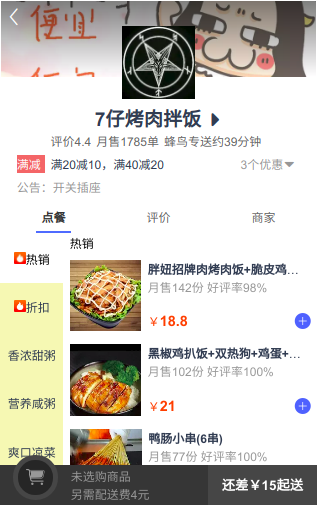 便宜
7仔烤肉拌饭
评价4.4 月售1785单 蜂鸟专送约39分钟
满减 满20减10，满40减20 3个优惠
公告：开关插座
点餐 评价 商家
热销
热销
折扣
香浓甜粥
营养咸粥
爽口凉菜
胖妞招牌肉烤肉饭+脆皮鸡…
月售142份 好评率98%
￥18.8
黑椒鸡扒饭+双热狗+鸡蛋+…
月售102份 好评率100%
￥21
鸭肠小串(6串)
月售77份 好评率100%
未选购商品
另需配送费4元
还差￥15起送